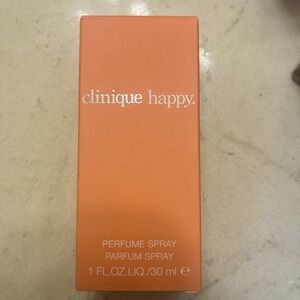 clinique happy.
PERFUME SPRAY
PARFUM SPRAY
1 FL.OZ.LIQ./30 ml ℮